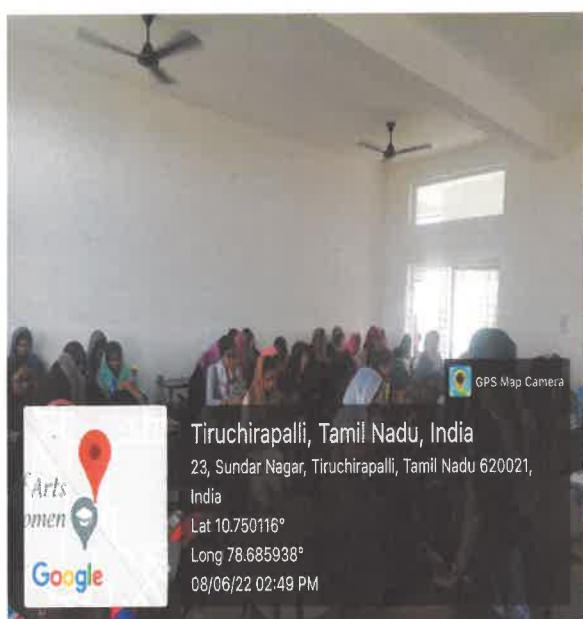 GPS Map Camera
Tiruchirapalli, Tamil Nadu, India
23, Sundar Nagar, Tiruchirapalli, Tamil Nadu 620021,
India
Lat 10.750116°
Long 78.685938°
08/06/22 02:49 PM
Arts
omen
Google